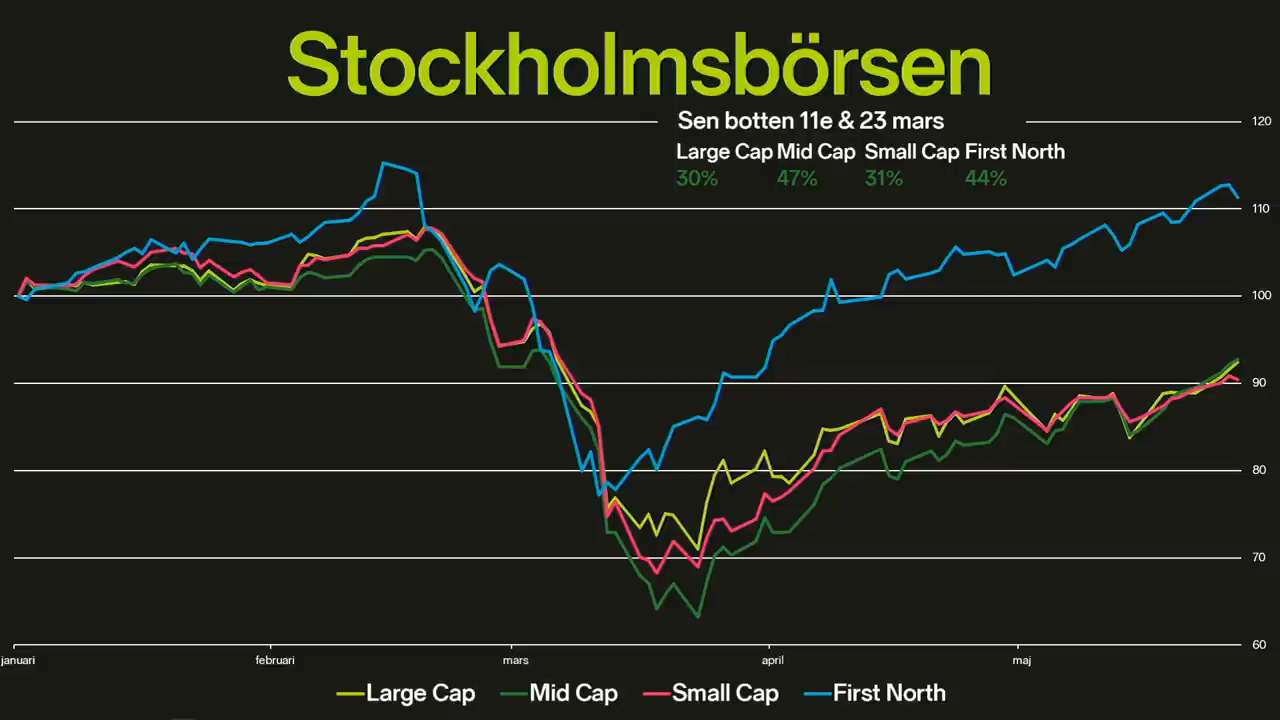 Stockholmsbörsen
Sen botten 11e & 23 mars
Large Cap Mid Cap Small Cap First North
30% 47% 31% 44%
120
110
100
90
80
70
60
januari februari mars april maj
Large Cap Mid Cap Small Cap First North